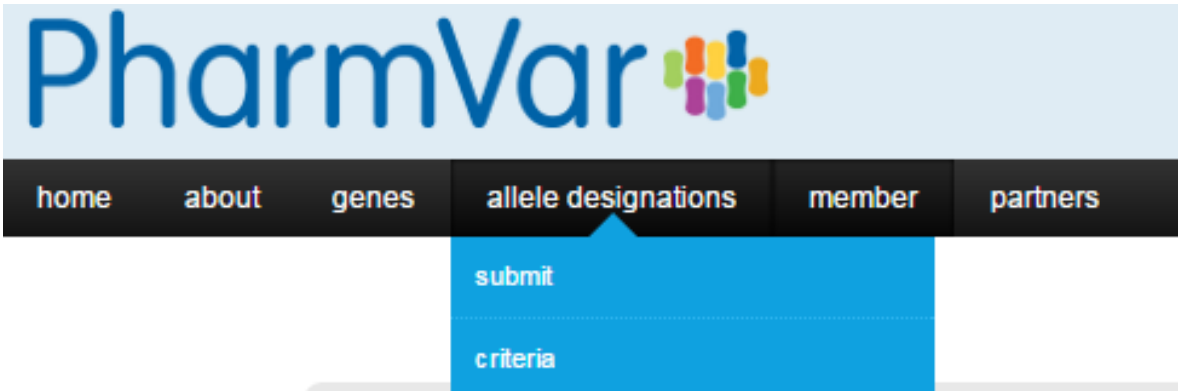 PharmVar
home about genes allele designations member partners
submit
criteria